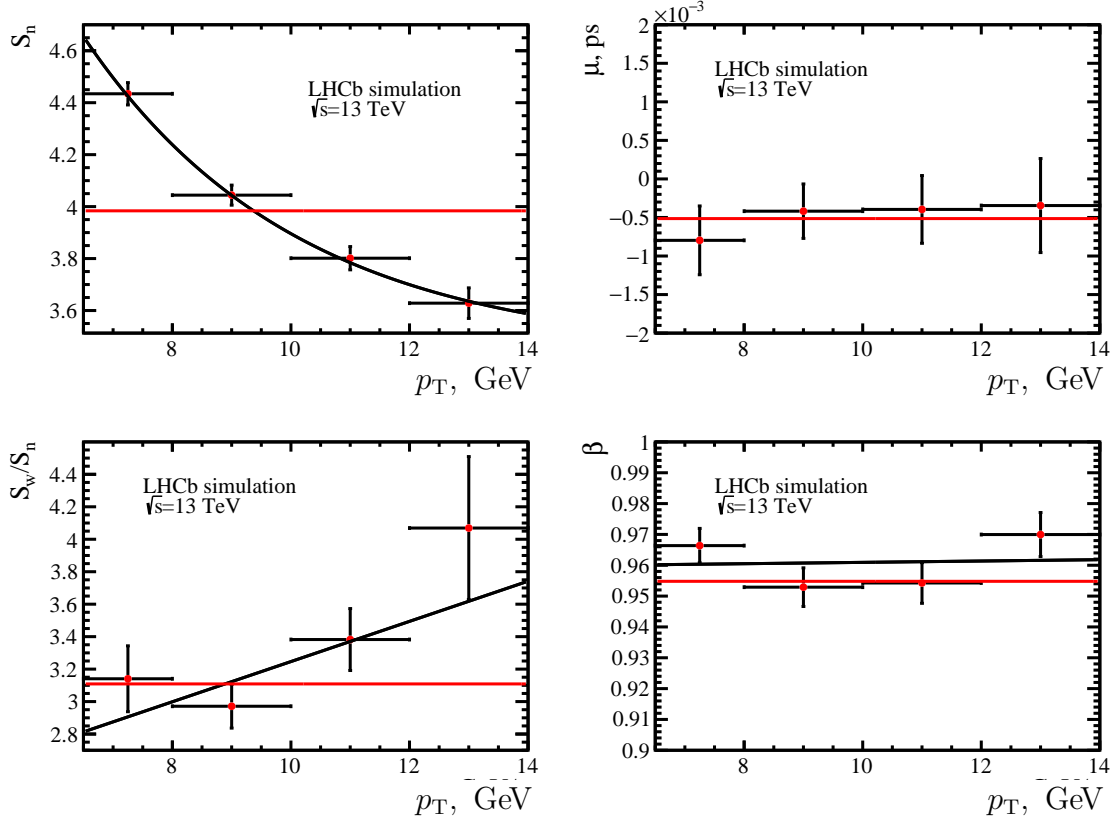 S_n
4.6
4.4
4.2
4
3.8
3.6
LHCb simulation
√s=13 TeV
8 10 12 14
p_T, GeV
μ, ps
×10⁻³
2
1.5
1
0.5
0
−0.5
−1
−1.5
−2
LHCb simulation
√s=13 TeV
8 10 12 14
p_T, GeV
S_w/S_n
4.4
4.2
4
3.8
3.6
3.4
3.2
3
2.8
LHCb simulation
√s=13 TeV
8 10 12 14
p_T, GeV
β
1
0.99
0.98
0.97
0.96
0.95
0.94
0.93
0.92
0.91
0.9
LHCb simulation
√s=13 TeV
8 10 12 14
p_T, GeV